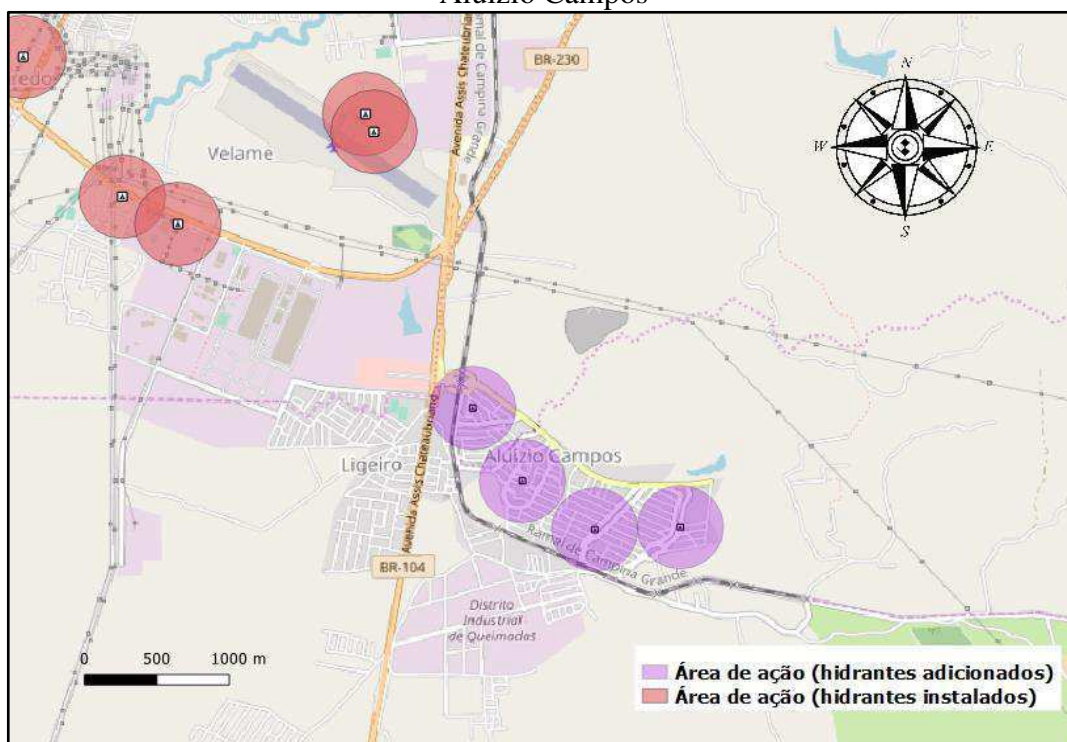 Aluízio Campos
redo
Velame
Avenida Assis Chateaubriand
Ramal de Campina Grande
BR-230
N
W
E
S
Ligeiro
Aluízio Campos
Avenida Assis Chateaubriand
Ramal de Campina Grande
BR-104
Distrito
Industrial
de Queimadas
0 500 1000 m
Área de ação (hidrantes adicionados)
Área de ação (hidrantes instalados)